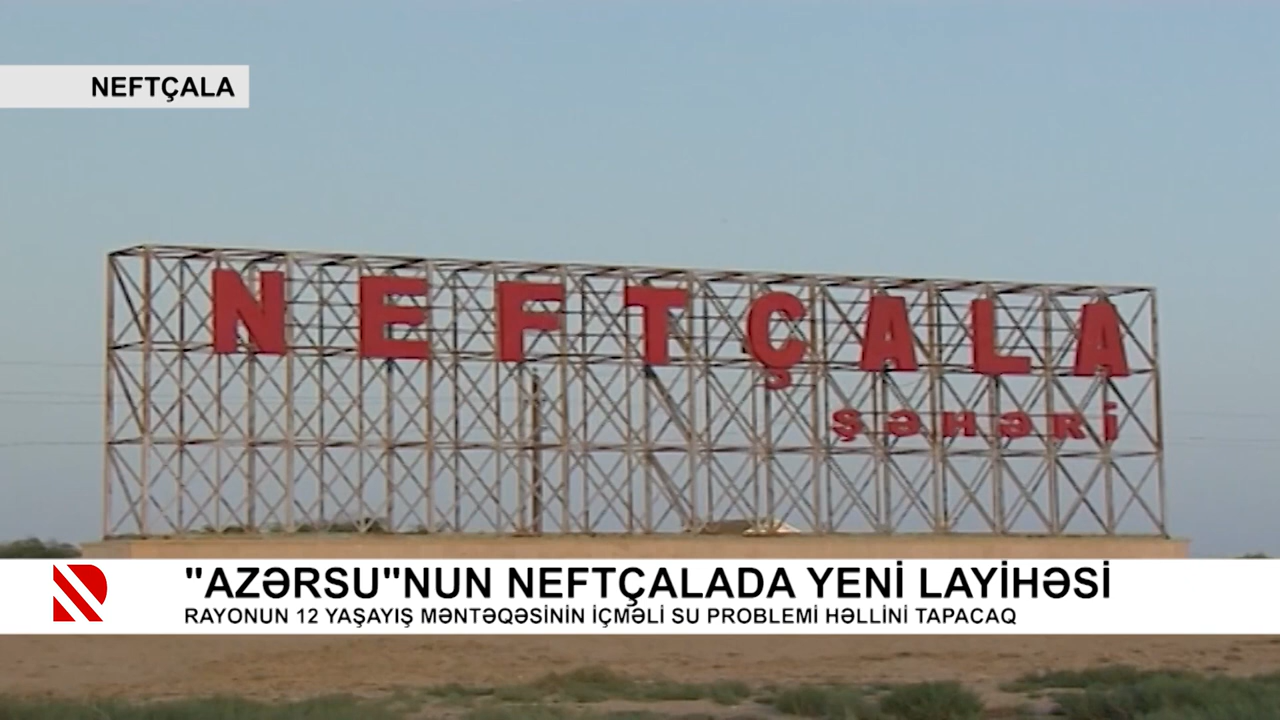 NEFTÇALA
NEFTÇALA
ŞƏHƏRİ
"AZƏRSU"NUN NEFTÇALADA YENİ LAYİHƏSİ
RAYONUN 12 YAŞAYIŞ MƏNTƏQƏSİNİN İÇMƏLİ SU PROBLEMİ HƏLLİNİ TAPACAQ